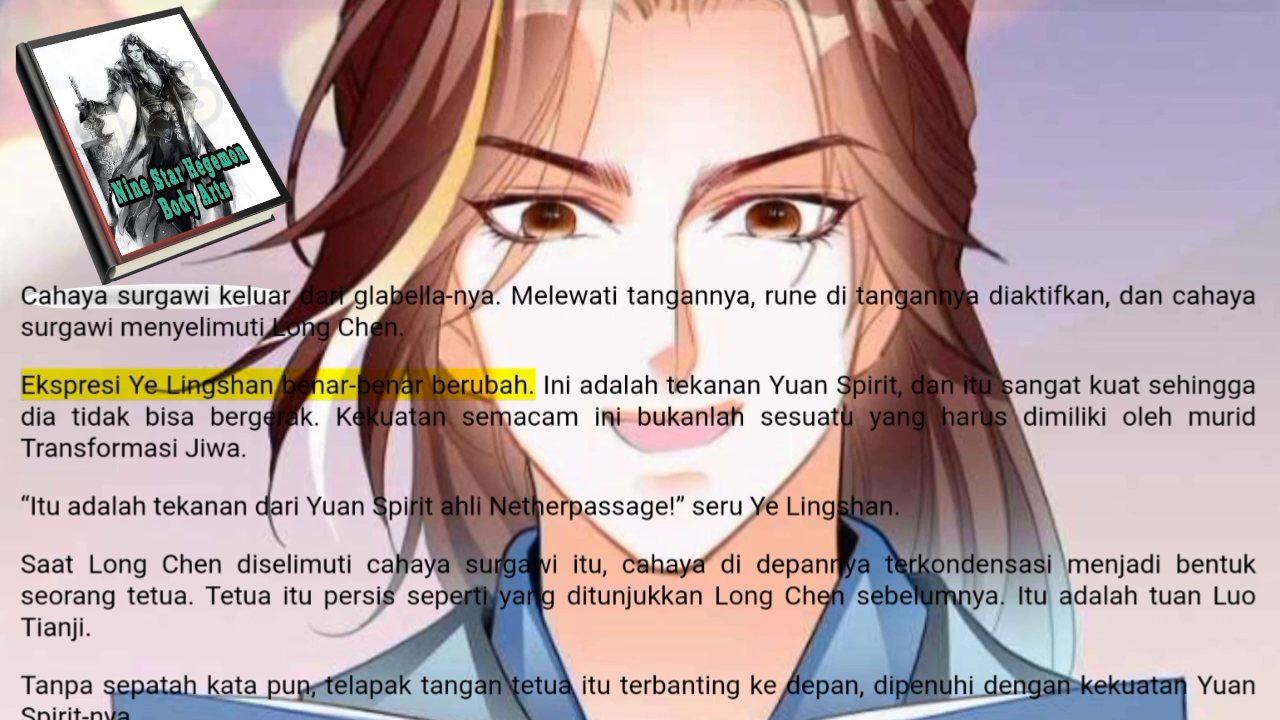 Nine Star Hegemon
Body Arts
Cahaya surgawi keluar dari glabella-nya. Melewati tangannya, rune di tangannya diaktifkan, dan cahaya
surgawi menyelimuti Long Chen.
Ekspresi Ye Lingshan benar-benar berubah. Ini adalah tekanan Yuan Spirit, dan itu sangat kuat sehingga
dia tidak bisa bergerak. Kekuatan semacam ini bukanlah sesuatu yang harus dimiliki oleh murid
Transformasi Jiwa.
“Itu adalah tekanan dari Yuan Spirit ahli Netherpassage!” seru Ye Lingshan.
Saat Long Chen diselimuti cahaya surgawi itu, cahaya di depannya terkondensasi menjadi bentuk
seorang tetua. Tetua itu persis seperti yang ditunjukkan Long Chen sebelumnya. Itu adalah tuan Luo
Tianji.
Tanpa sepatah kata pun, telapak tangan tetua itu terbanting ke depan, dipenuhi dengan kekuatan Yuan
Spirit-nya